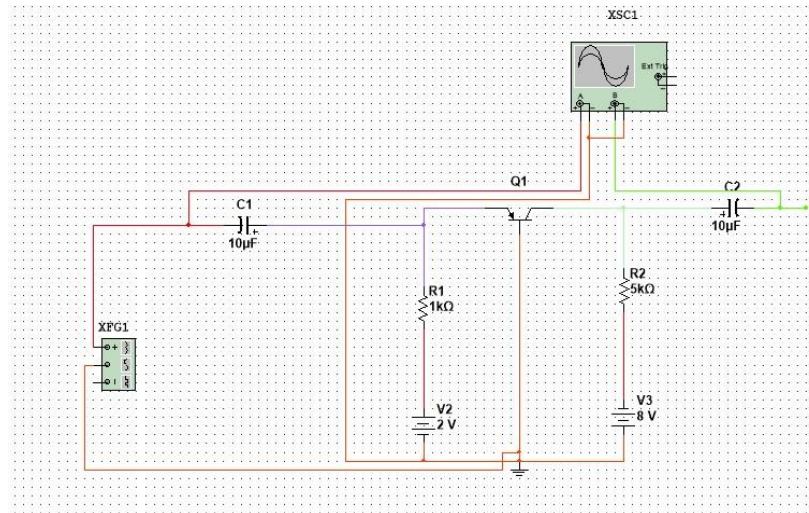 XSC1
Ext Trig
+
A
B
+
+
Q1
C1
10µF
+
C2
+
10µF
R1
1kΩ
R2
5kΩ
XFG1
+
V2
2 V
V3
8 V